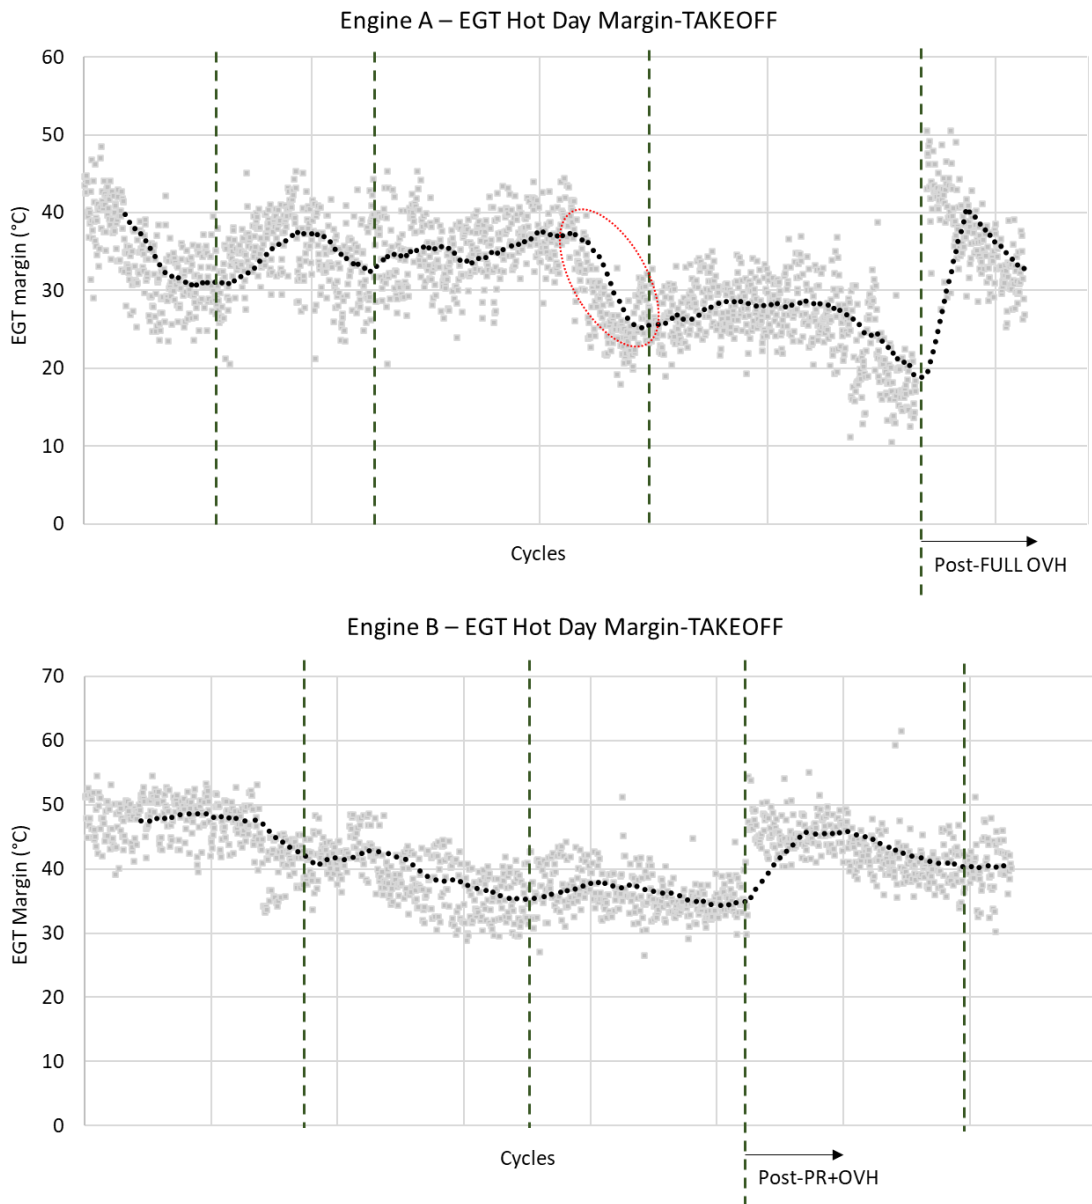 Engine A – EGT Hot Day Margin-TAKEOFF
EGT margin (°C)
60
50
40
30
20
10
0
Cycles
Post-FULL OVH
Engine B – EGT Hot Day Margin-TAKEOFF
EGT Margin (°C)
70
60
50
40
30
20
10
0
Cycles
Post-PR+OVH